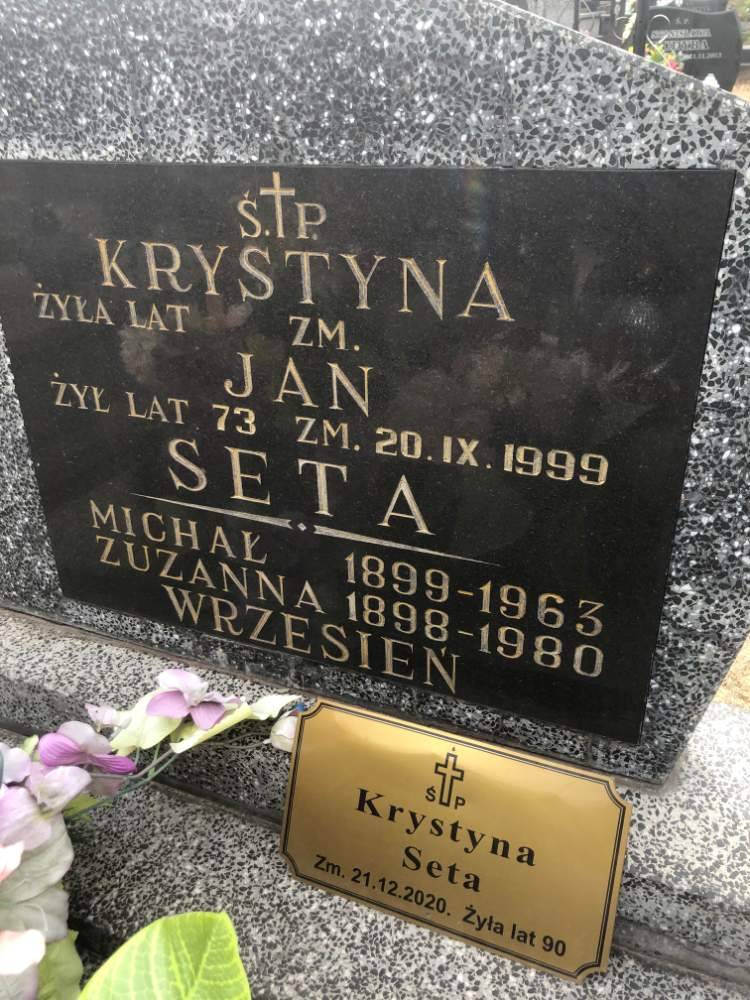 Ś.†P.
KRYSTYNA
ŻYŁA LAT ZM.
JAN
ŻYŁ LAT 73 ZM. 20.IX.1999
SETA
MICHAŁ 1899-1963
ZUZANNA 1898-1980
WRZESIEŃ
Ś†P
Krystyna
Seta
Zm. 21.12.2020. Żyła lat 90